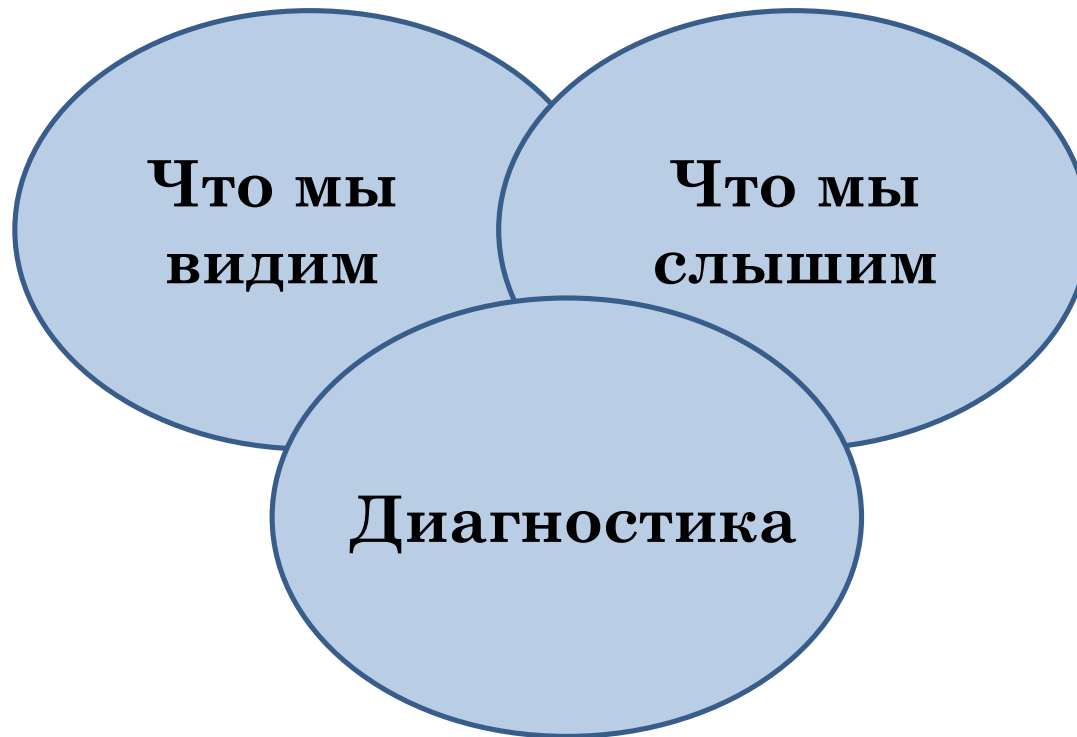 Что мы
видим
Что мы
слышим
Диагностика